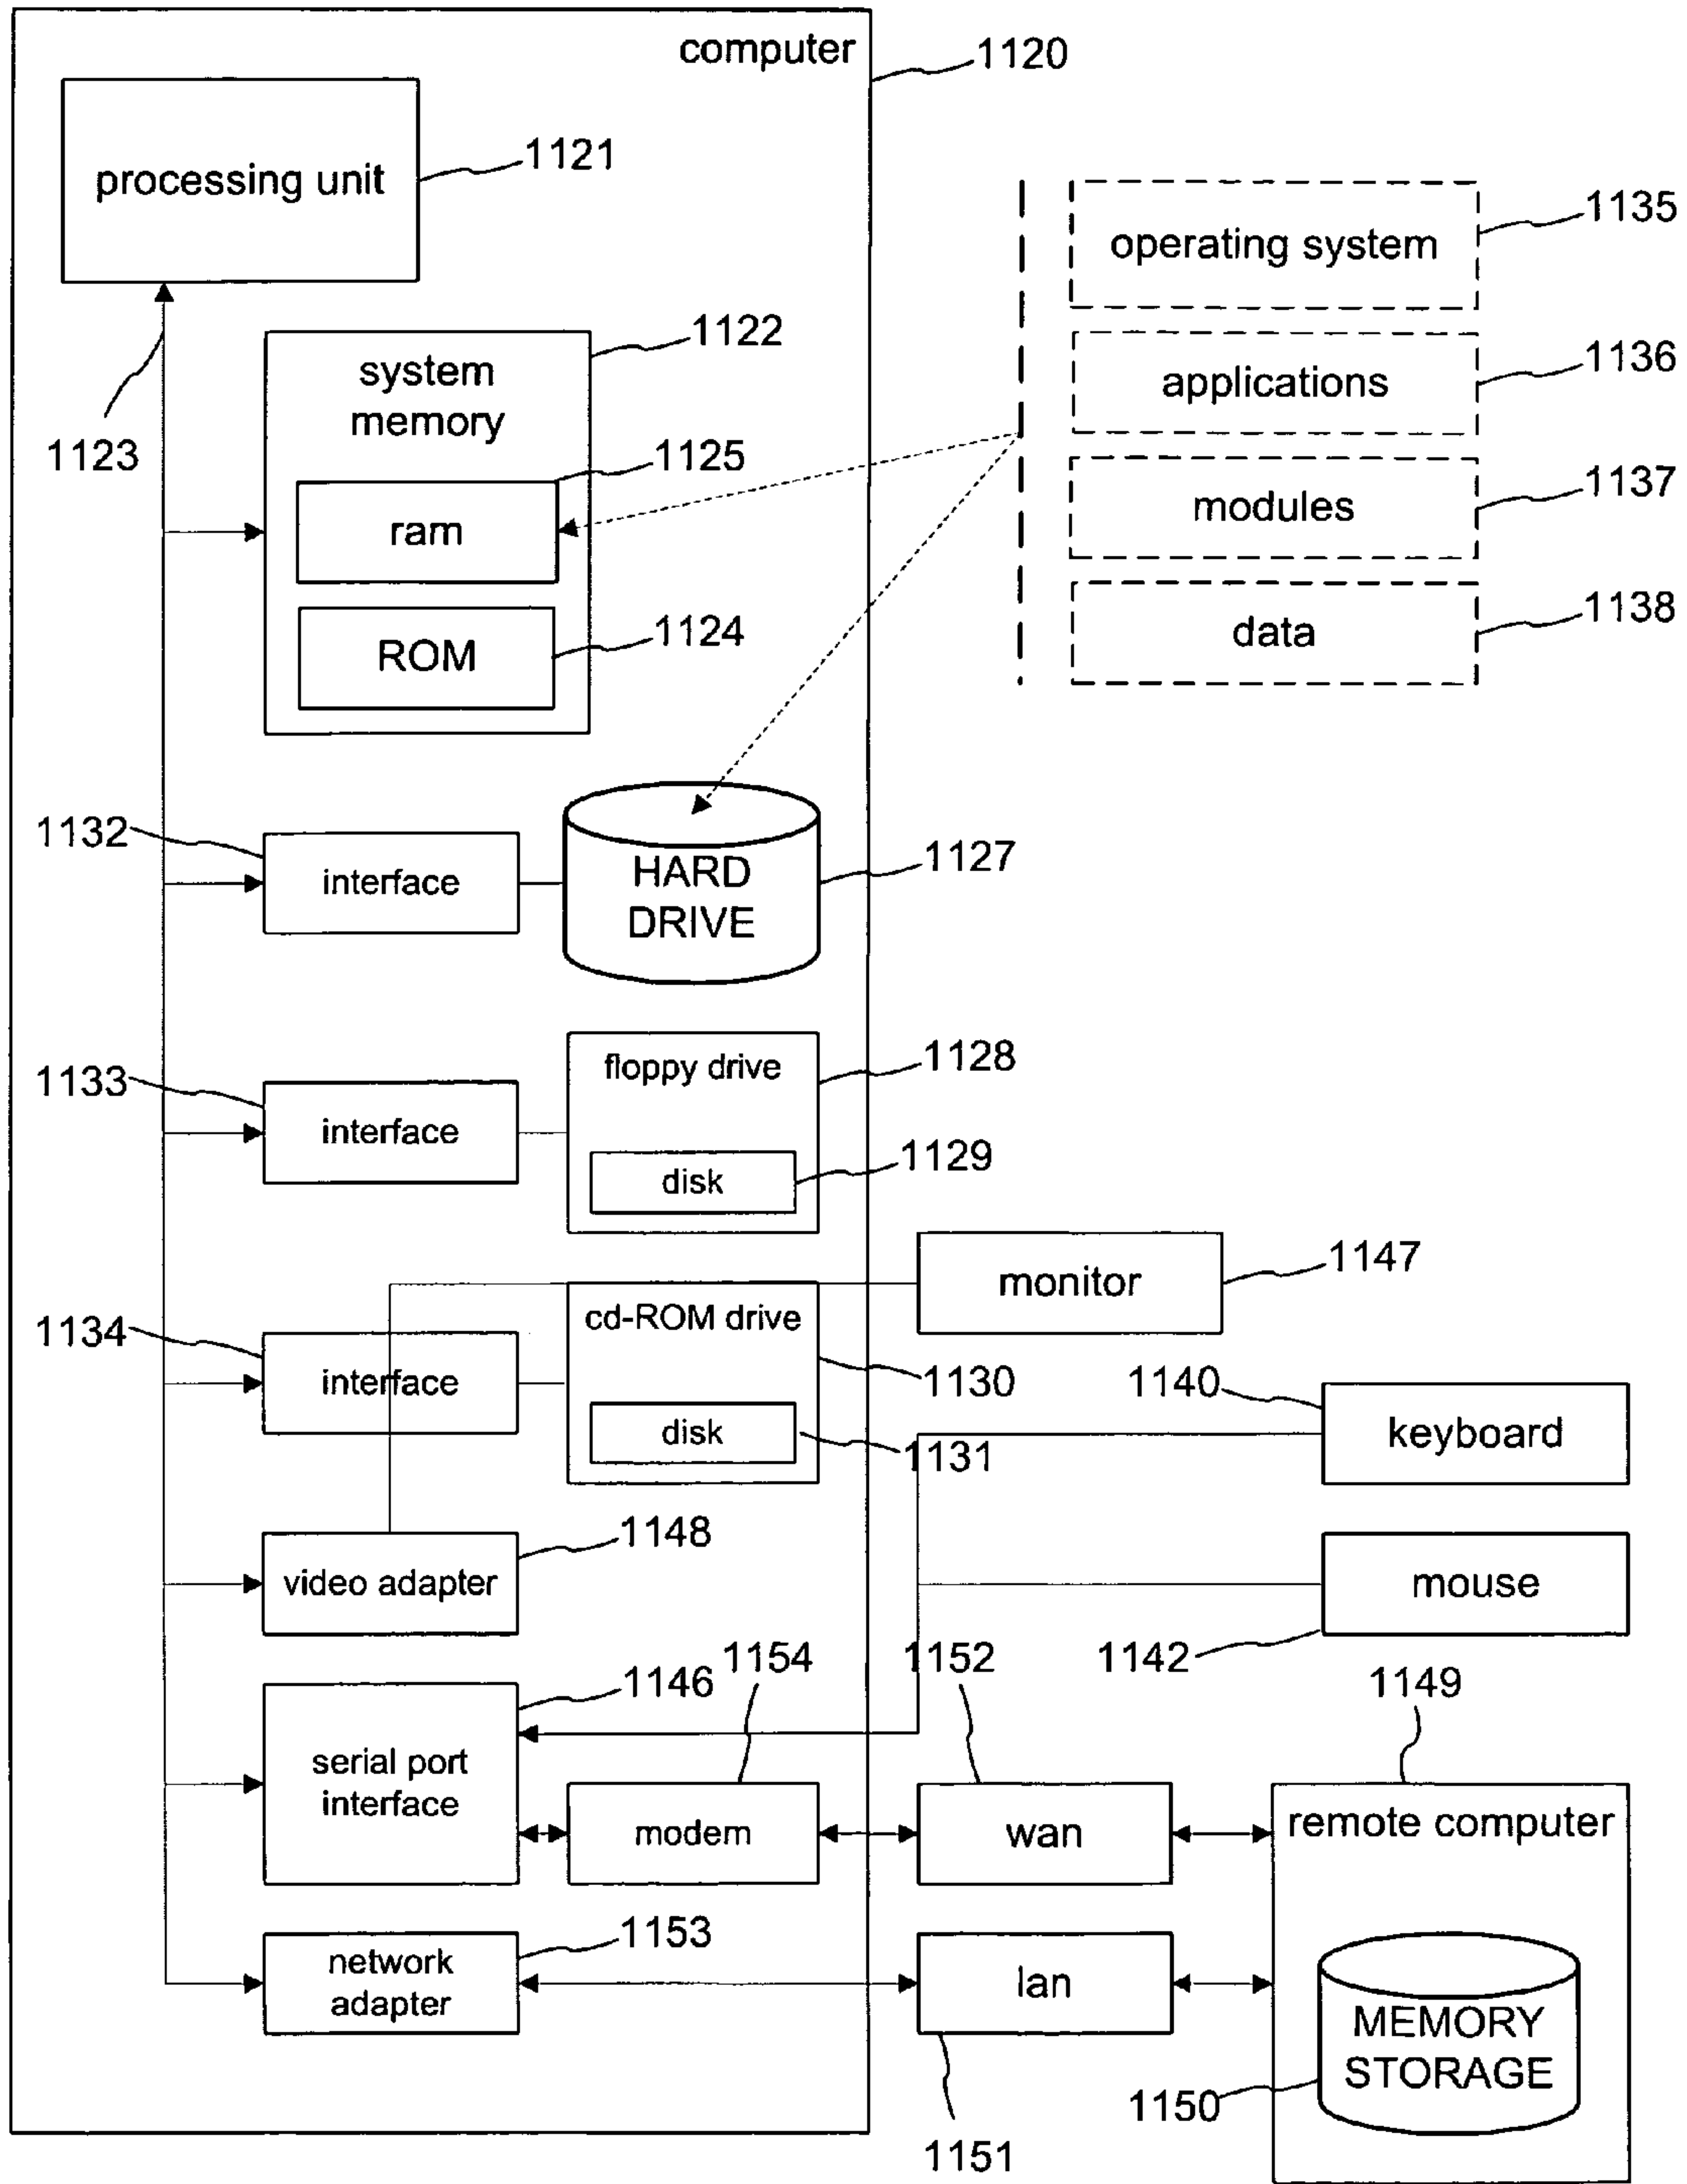 computer
1120
processing unit
1121
1135
operating system
1122
system
memory
1136
applications
1123
1125
ram
1137
modules
1124
ROM
1138
data
1132
interface
HARD
DRIVE
1127
1133
interface
floppy drive
1128
disk
1129
monitor
1147
1134
interface
cd-ROM drive
1130
disk
1131
1140
keyboard
1148
video adapter
mouse
1142
1146
1154
1152
1149
serial port
interface
modem
wan
remote computer
1153
network
adapter
lan
1151
MEMORY
STORAGE
1150